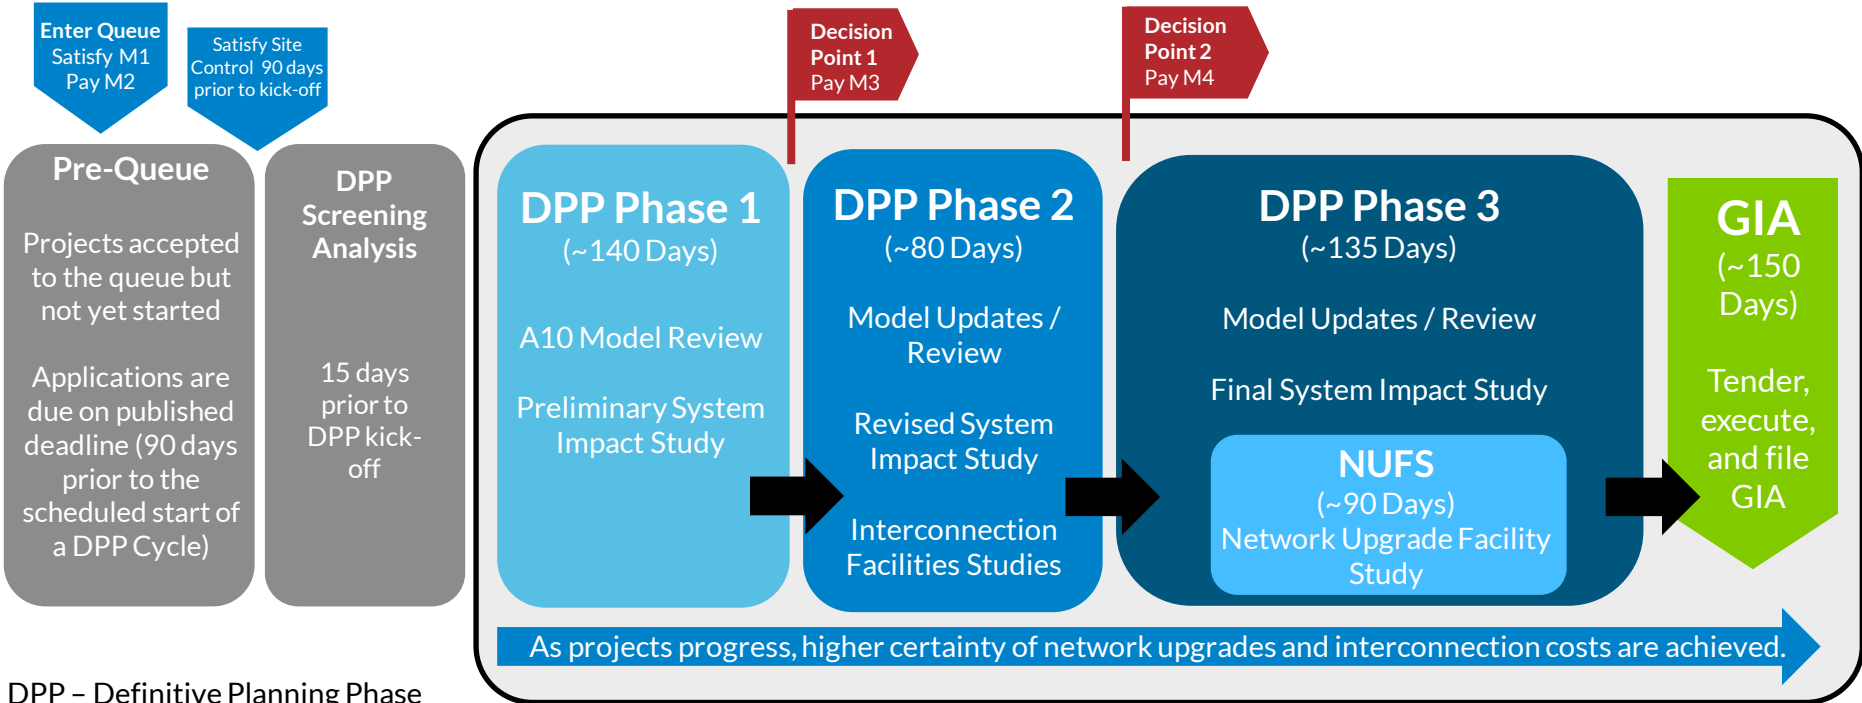 Enter Queue
Satisfy M1
Pay M2
Satisfy Site
Control 90 days
prior to kick-off
Decision
Point 1
Pay M3
Decision
Point 2
Pay M4
Pre-Queue
Projects accepted
to the queue but
not yet started
Applications are
due on published
deadline (90 days
prior to the
scheduled start of
a DPP Cycle)
DPP
Screening
Analysis
15 days
prior to
DPP kick-
off
DPP Phase 1
(~140 Days)
A10 Model Review
Preliminary System
Impact Study
DPP Phase 2
(~80 Days)
Model Updates /
Review
Revised System
Impact Study
Interconnection
Facilities Studies
DPP Phase 3
(~135 Days)
Model Updates / Review
Final System Impact Study
NUFS
(~90 Days)
Network Upgrade Facility
Study
GIA
(~150
Days)
Tender,
execute,
and file
GIA
As projects progress, higher certainty of network upgrades and interconnection costs are achieved.
DPP – Definitive Planning Phase